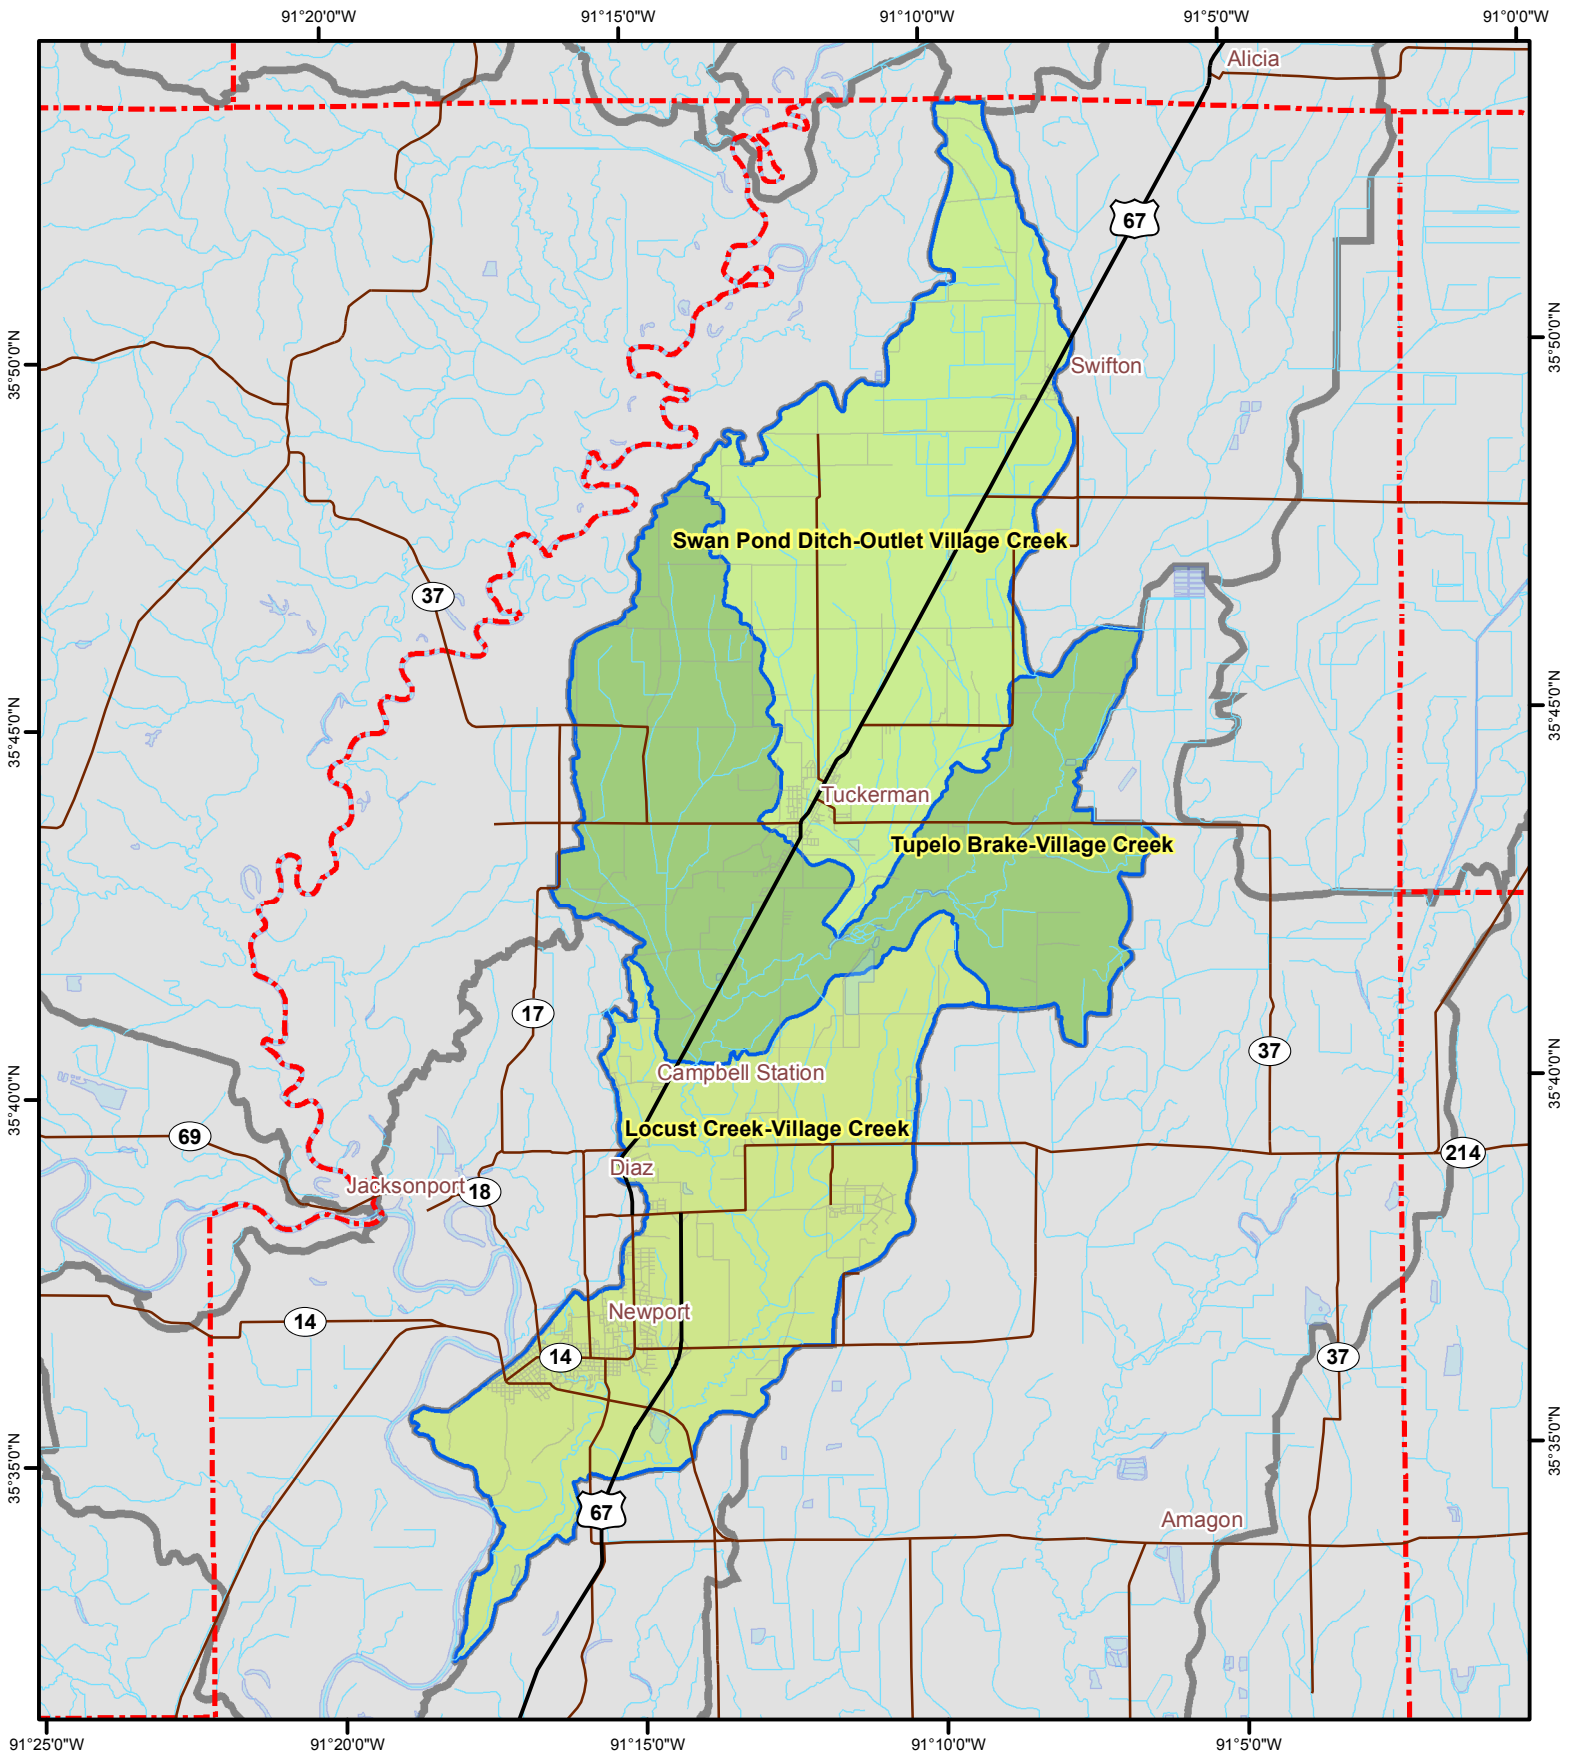 91°20'0"W
91°15'0"W
91°10'0"W
91°5'0"W
91°0'0"W
Alicia
67
35°50'0"N
35°50'0"N
Swifton
Swan Pond Ditch-Outlet Village Creek
37
35°45'0"N
35°45'0"N
Tuckerman
Tupelo Brake-Village Creek
17
37
Campbell Station
35°40'0"N
35°40'0"N
69
Locust Creek-Village Creek
214
Diaz
Jacksonport
18
Newport
14
14
37
35°35'0"N
35°35'0"N
67
Amagon
91°25'0"W
91°20'0"W
91°15'0"W
91°10'0"W
91°5'0"W